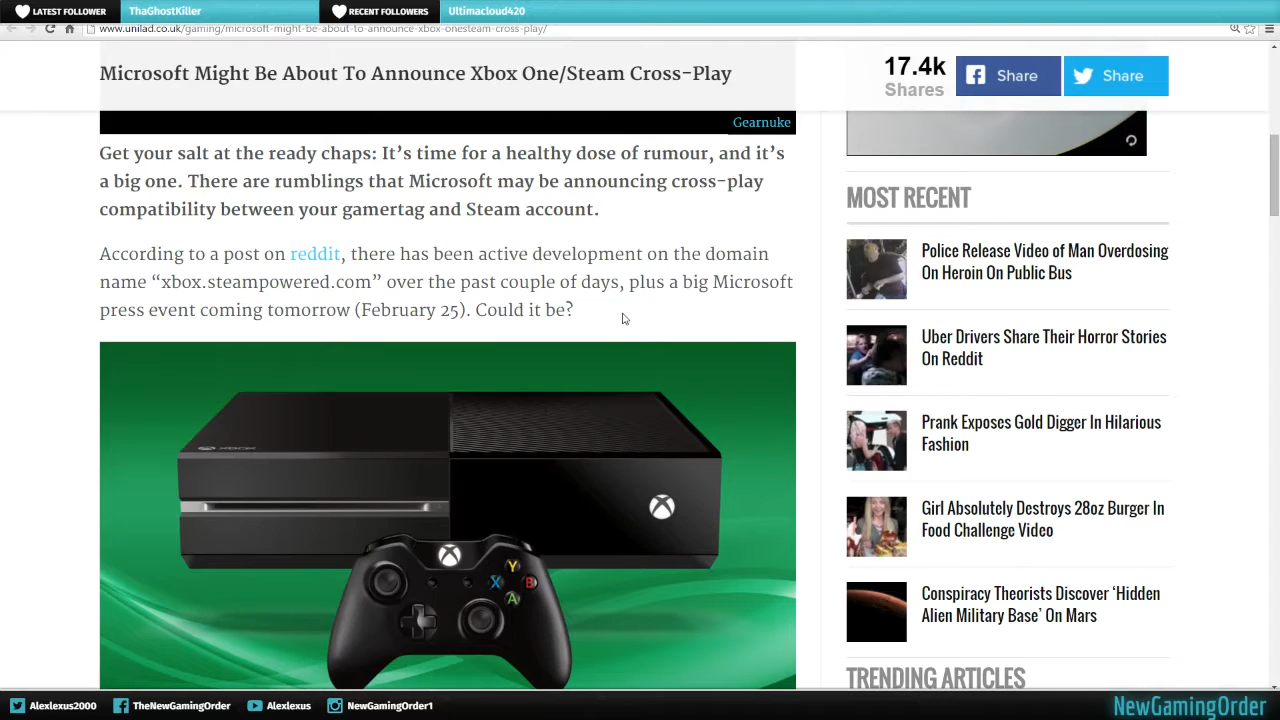 LATEST FOLLOWER
ThaGhostKiller
RECENT FOLLOWERS
Ultimacloud420
www.unilad.co.uk/gaming/microsoft-might-be-about-to-announce-xbox-onesteam-cross-play/
Microsoft Might Be About To Announce Xbox One/Steam Cross-Play
17.4k
Shares
Share
Share
Gearnuke
Get your salt at the ready chaps: It’s time for a healthy dose of rumour, and it’s
a big one. There are rumblings that Microsoft may be announcing cross-play
compatibility between your gamertag and Steam account.
According to a post on reddit, there has been active development on the domain
name “xbox.steampowered.com” over the past couple of days, plus a big Microsoft
press event coming tomorrow (February 25). Could it be?
XBOX
Y
X
B
A
MOST RECENT
Police Release Video of Man Overdosing
On Heroin On Public Bus
Uber Drivers Share Their Horror Stories
On Reddit
Prank Exposes Gold Digger In Hilarious
Fashion
Girl Absolutely Destroys 28oz Burger In
Food Challenge Video
Conspiracy Theorists Discover ‘Hidden
Alien Military Base’ On Mars
TRENDING ARTICLES
Alexlexus2000
TheNewGamingOrder
Alexlexus
NewGamingOrder1
NewGamingOrder